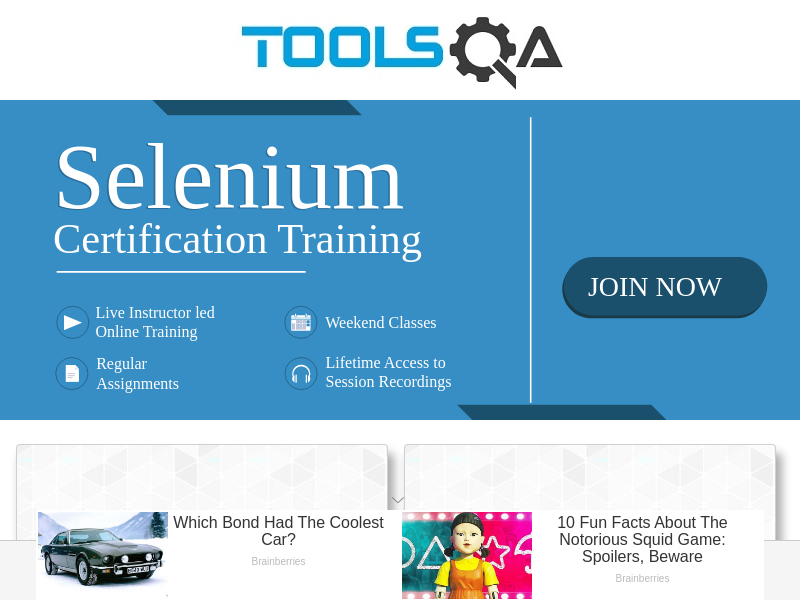 TOOLSQA
Selenium
Certification Training
Live Instructor led
Online Training
Weekend Classes
Regular
Assignments
Lifetime Access to
Session Recordings
JOIN NOW
Which Bond Had The Coolest
Car?
Brainberries
10 Fun Facts About The
Notorious Squid Game:
Spoilers, Beware
Brainberries